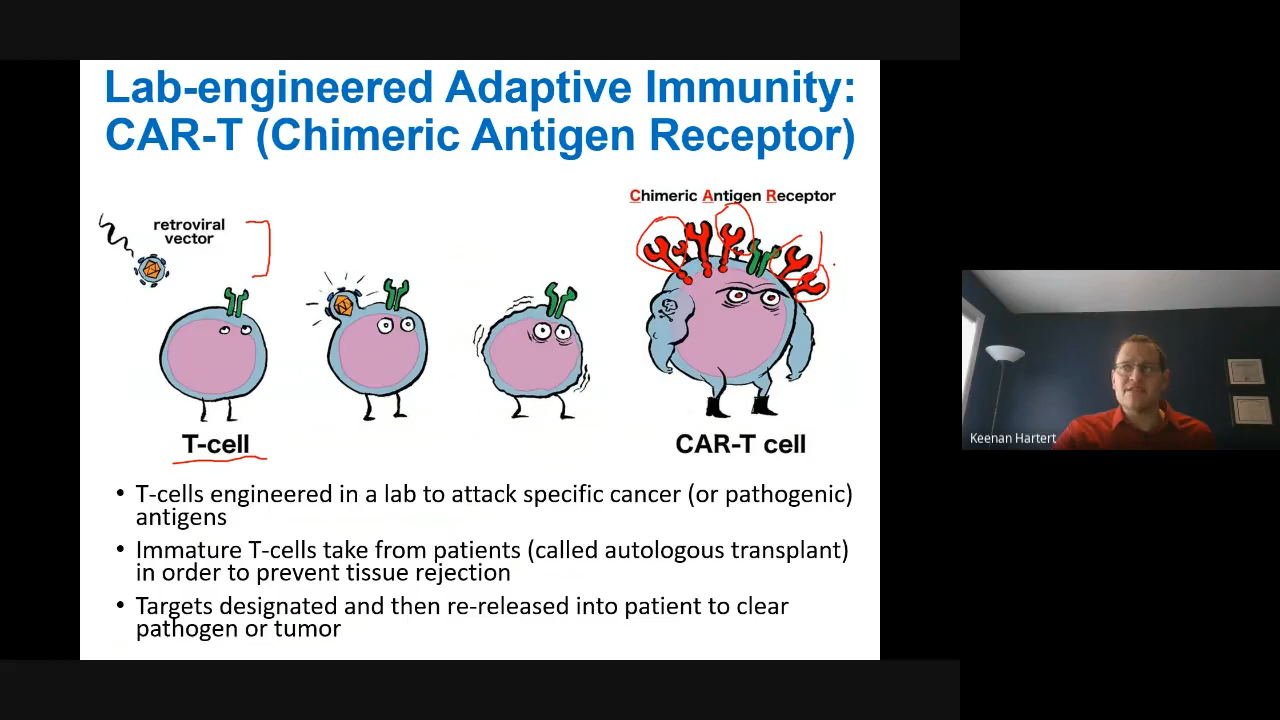 Lab-engineered Adaptive Immunity:
CAR-T (Chimeric Antigen Receptor)
Chimeric Antigen Receptor
retroviral
vector
T-cell
CAR-T cell
• T-cells engineered in a lab to attack specific cancer (or pathogenic)
antigens
• Immature T-cells take from patients (called autologous transplant)
in order to prevent tissue rejection
• Targets designated and then re-released into patient to clear
pathogen or tumor
Keenan Hartert